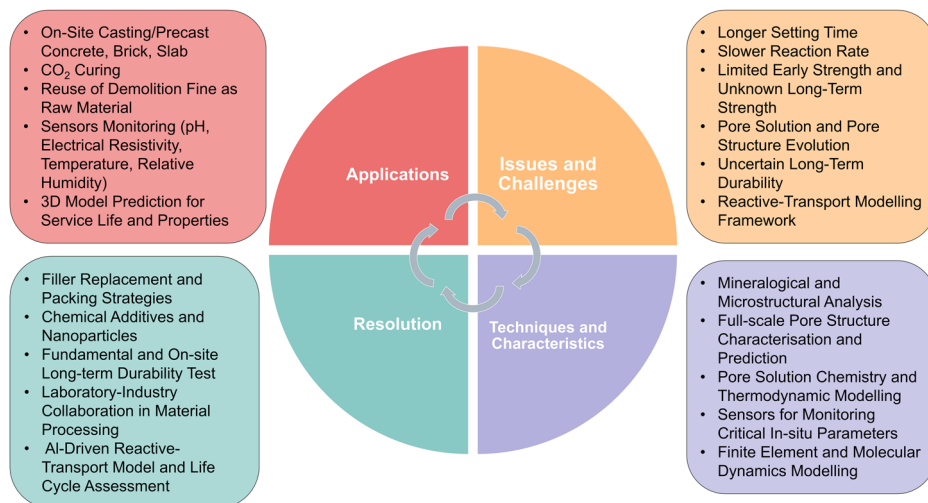 • On-Site Casting/Precast
Concrete, Brick, Slab
• CO₂ Curing
• Reuse of Demolition Fine as
Raw Material
• Sensors Monitoring (pH,
Electrical Resistivity,
Temperature, Relative
Humidity)
• 3D Model Prediction for
Service Life and Properties
Applications
Issues and
Challenges
• Longer Setting Time
• Slower Reaction Rate
• Limited Early Strength and
Unknown Long-Term
Strength
• Pore Solution and Pore
Structure Evolution
• Uncertain Long-Term
Durability
• Reactive-Transport Modelling
Framework
• Filler Replacement and
Packing Strategies
• Chemical Additives and
Nanoparticles
• Fundamental and On-site
Long-term Durability Test
• Laboratory-Industry
Collaboration in Material
Processing
• AI-Driven Reactive-
Transport Model and Life
Cycle Assessment
Resolution
Techniques and
Characteristics
• Mineralogical and
Microstructural Analysis
• Full-scale Pore Structure
Characterisation and
Prediction
• Pore Solution Chemistry and
Thermodynamic Modelling
• Sensors for Monitoring
Critical In-situ Parameters
• Finite Element and Molecular
Dynamics Modelling